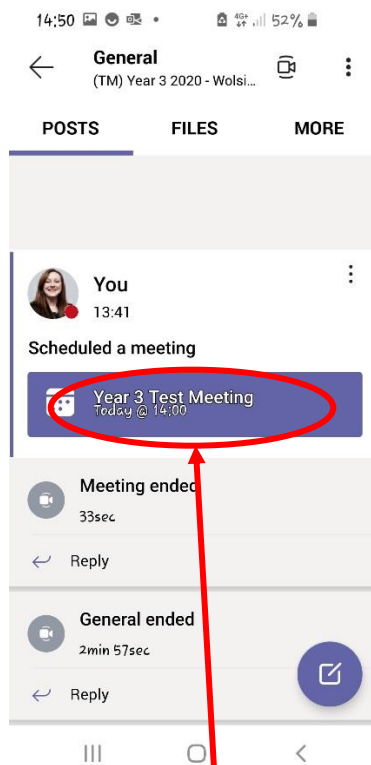 14:50 4G+ 52%
General
(TM) Year 3 2020 - Wolsi...
POSTS FILES MORE
You
13:41
Scheduled a meeting
Year 3 Test Meeting
Today @ 14:00
Meeting ended
33sec
Reply
General ended
2min 57sec
Reply